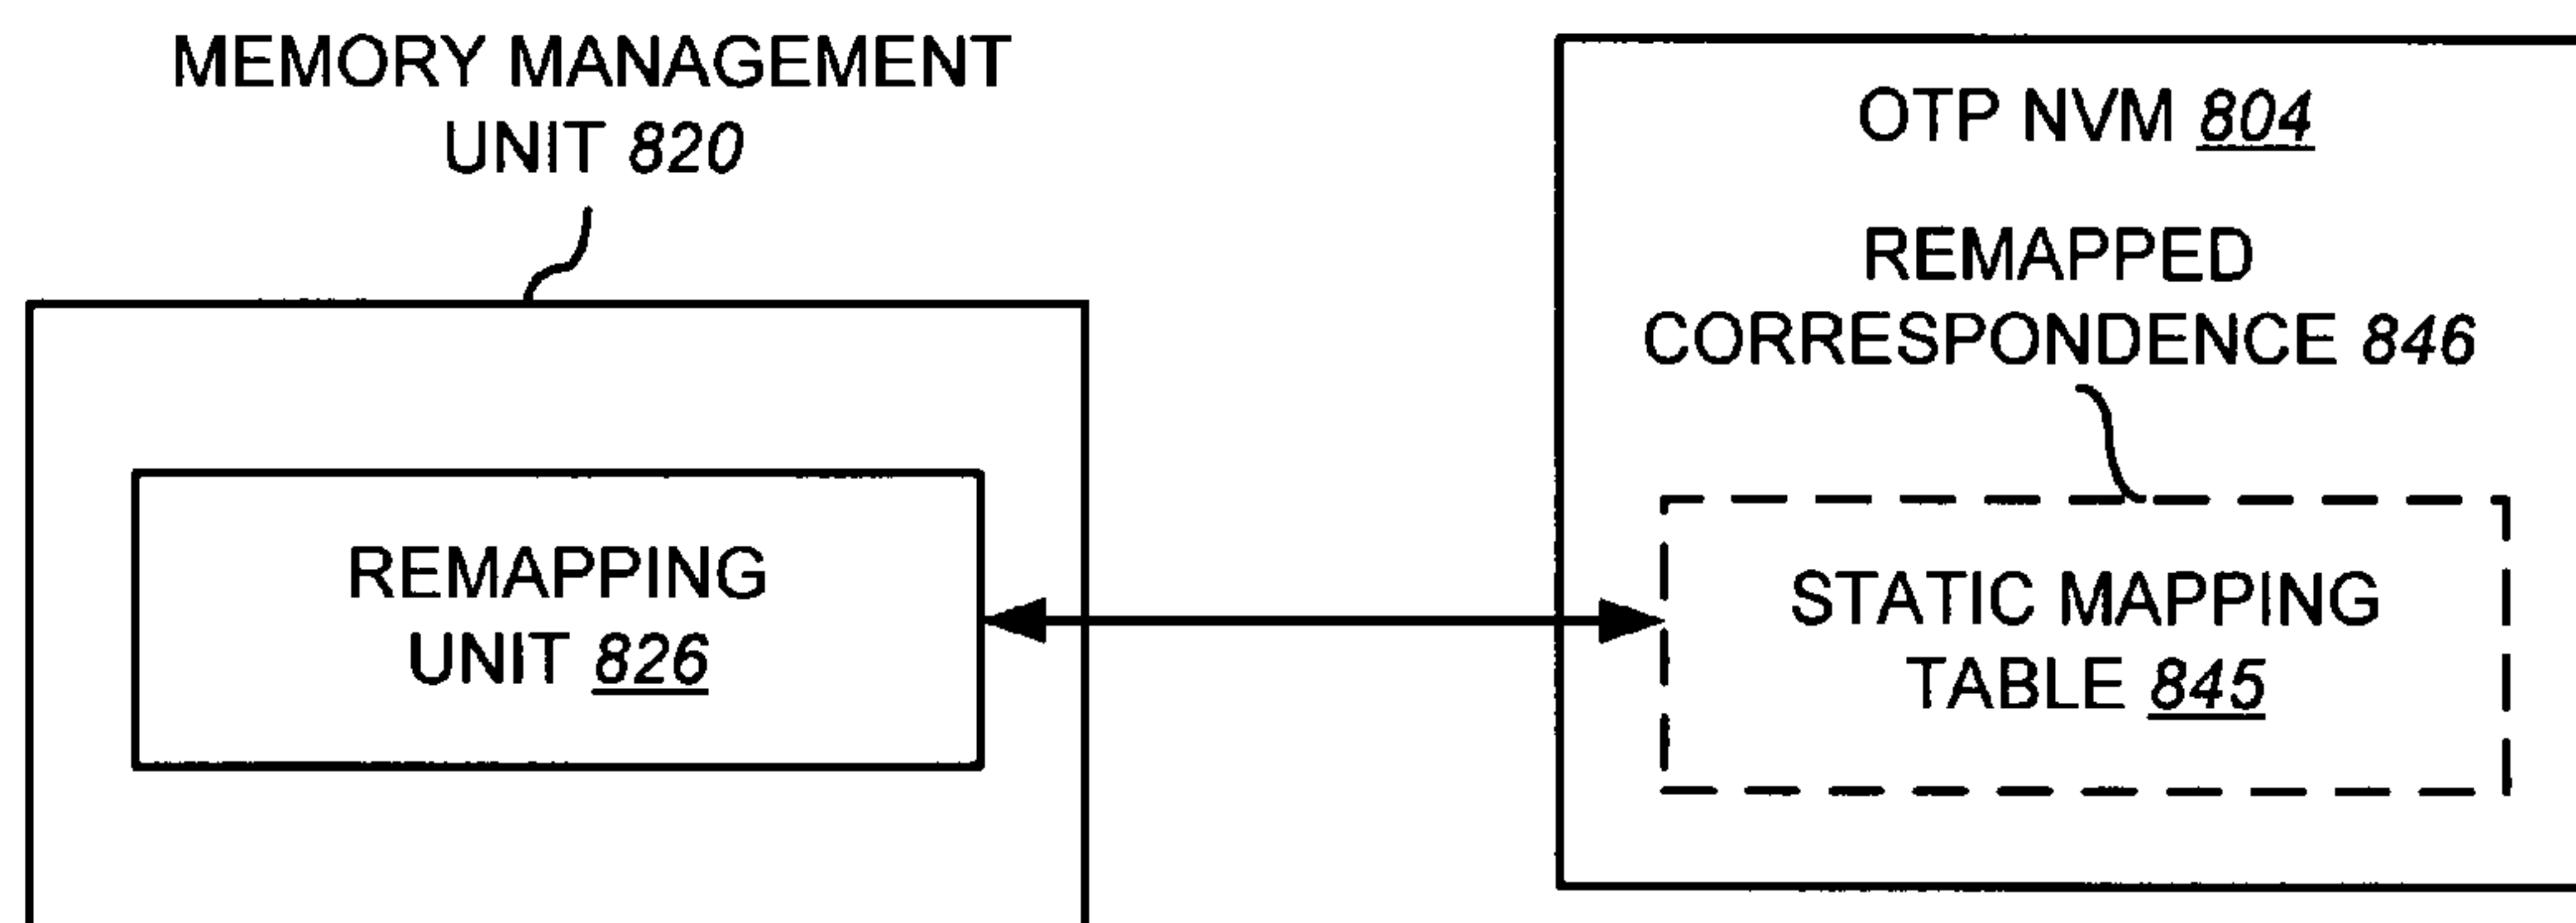 MEMORY MANAGEMENT
UNIT 820
REMAPPING
UNIT 826
OTP NVM 804
REMAPPED
CORRESPONDENCE 846
STATIC MAPPING
TABLE 845